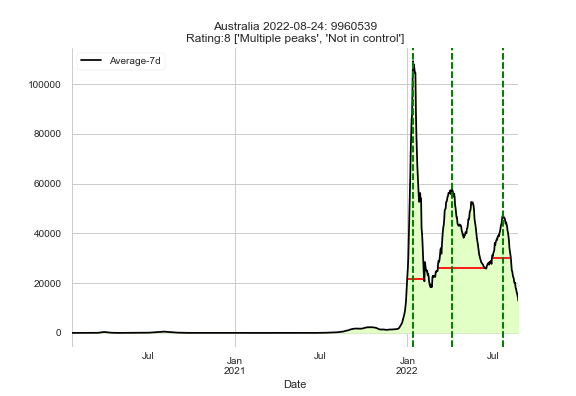 Australia 2022-08-24: 9960539
Rating:8 ['Multiple peaks', 'Not in control']
Average-7d
100000
80000
60000
40000
20000
0
Jul
Jan
2021
Jul
Jan
2022
Jul
Date